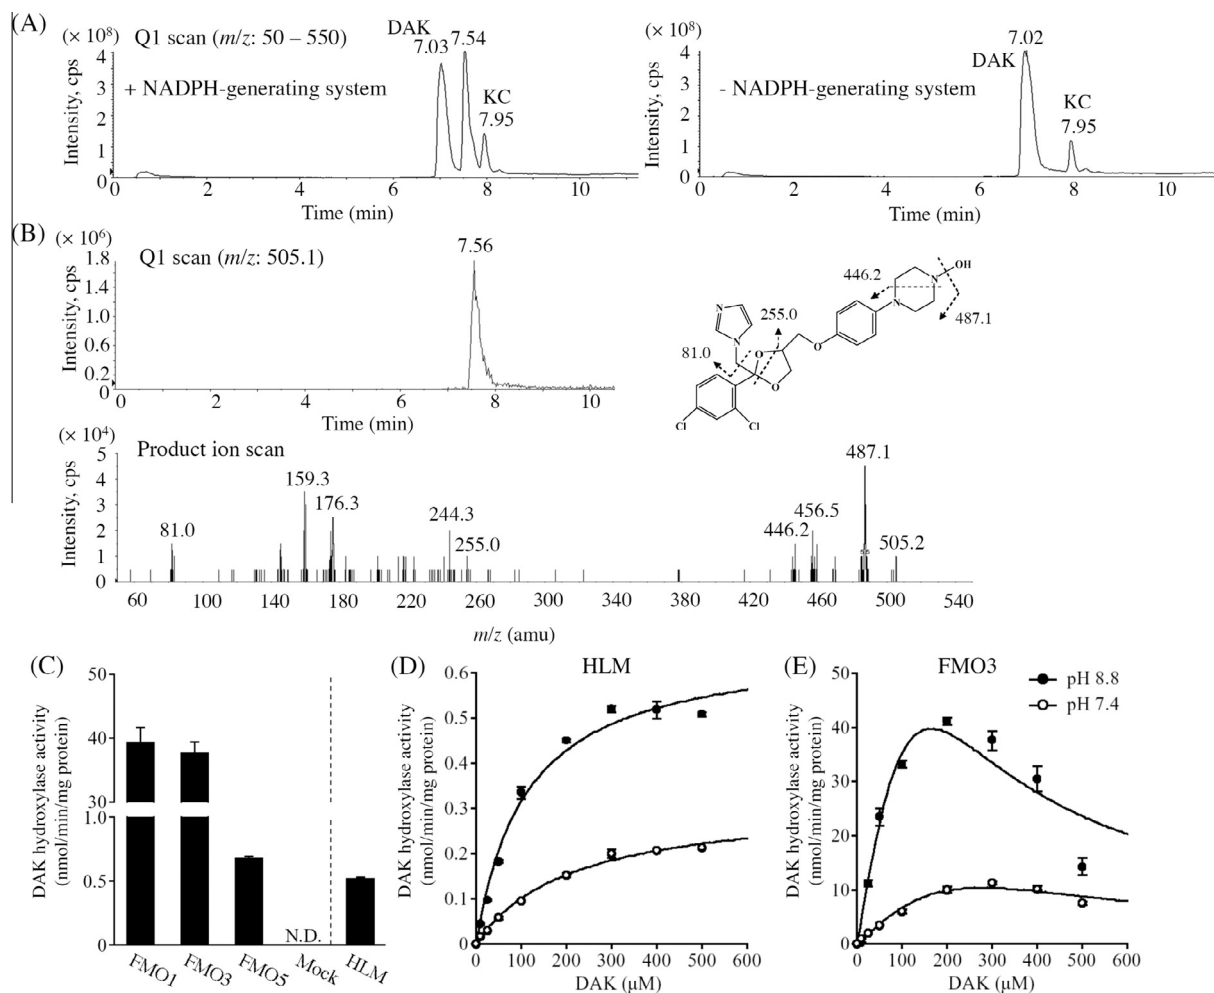 (A)
(× 10⁸)
Q1 scan (m/z: 50 – 550)
+ NADPH-generating system
DAK
7.03
7.54
KC
7.95
Intensity, cps
4
3
2
1
0
0 2 4 6 8 10
Time (min)
(× 10⁸)
7.02
DAK
- NADPH-generating system
KC
7.95
Intensity, cps
4
3
2
1
0
0 2 4 6 8 10
Time (min)
(B)
(× 10⁶)
Q1 scan (m/z: 505.1)
7.56
Intensity, cps
1.8
1.4
1.0
0.6
0.2
0 2 4 6 8 10
Time (min)
446.2
N
OH
N
487.1
255.0
N
N
81.0
O
O
O
Cl
Cl
(× 10⁴)
Product ion scan
Intensity, cps
5
4
3
2
1
0
81.0
159.3
176.3
244.3
255.0
446.2
456.5
487.1
505.2
60 100 140 180 220 260 300 340 380 420 460 500 540
m/z (amu)
(C)
DAK hydroxylase activity
(nmol/min/mg protein)
50
40
30
1.0
0.5
0
N.D.
FMO1 FMO3 FMO5 Mock HLM
(D)
HLM
DAK hydroxylase activity
(nmol/min/mg protein)
0.6
0.5
0.4
0.3
0.2
0.1
0
0 100 200 300 400 500 600
DAK (μM)
(E)
FMO3
pH 8.8
pH 7.4
DAK hydroxylase activity
(nmol/min/mg protein)
50
40
30
20
10
0
0 100 200 300 400 500 600
DAK (μM)